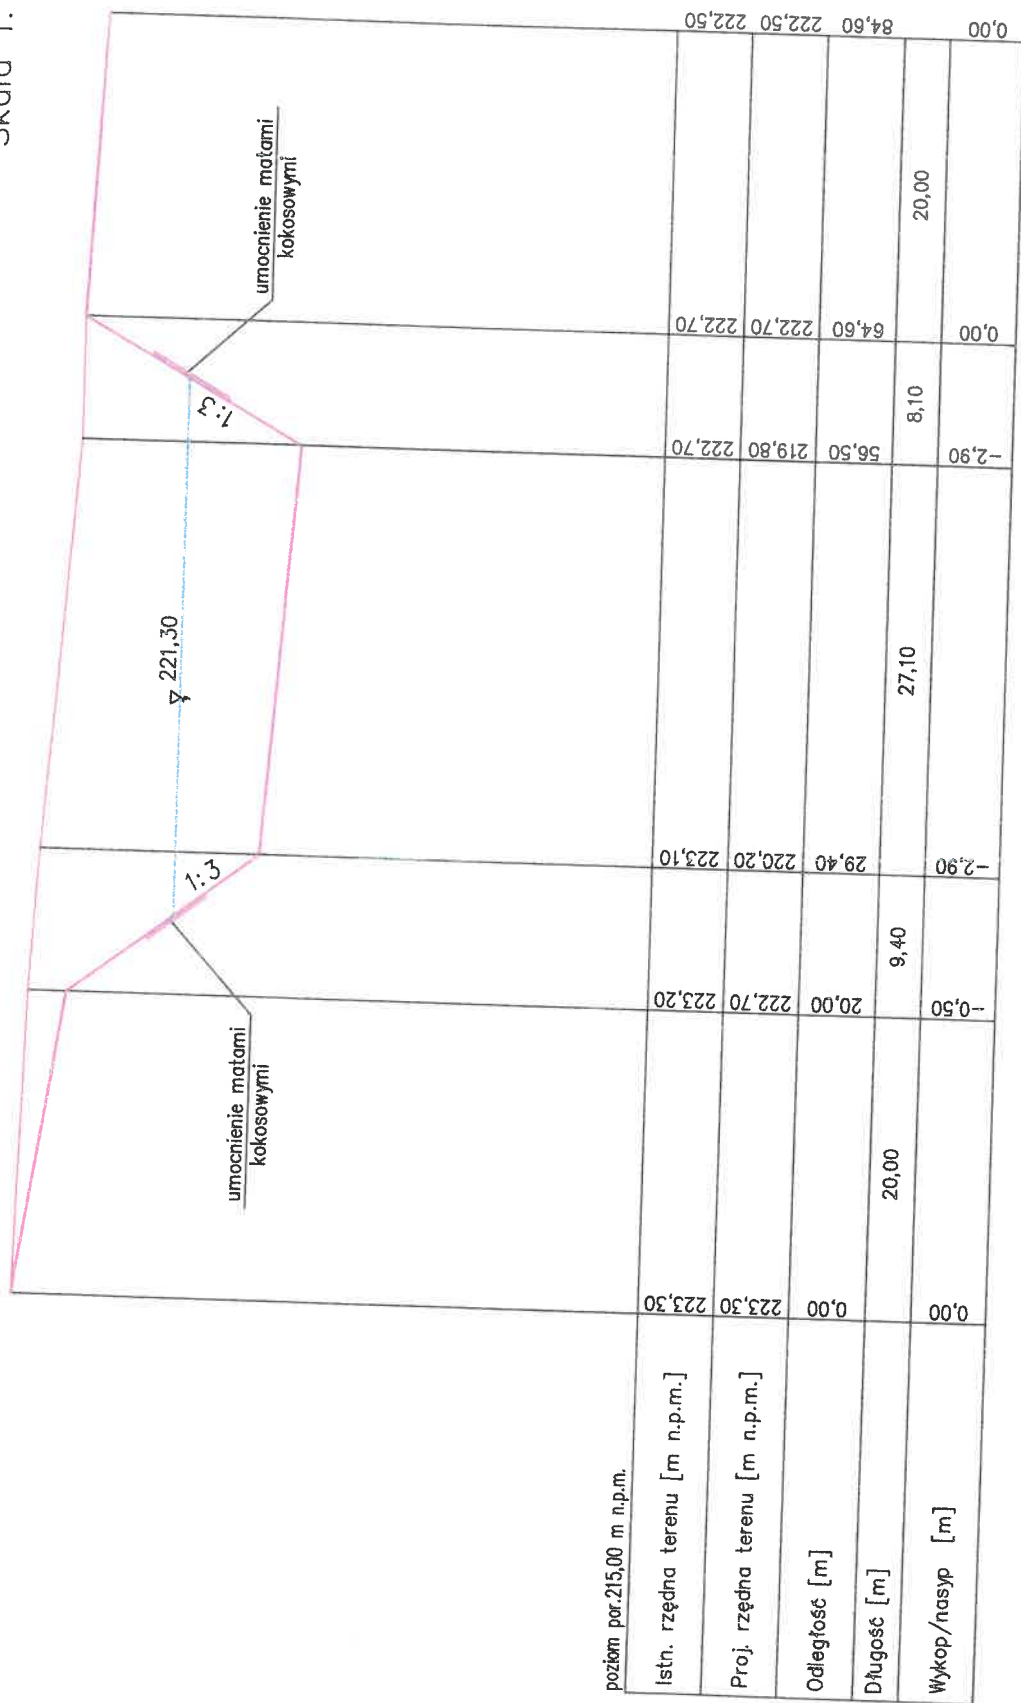 Skala 1:
umocnienie matami
kokosowymi
1:3
221,30
1:3
umocnienie matami
kokosowymi
poziom por.215,00 m n.p.m.
Istn. rzędna terenu [m n.p.m.] 223,30 223,20 223,10 222,70 222,70 222,50
Proj. rzędna terenu [m n.p.m.] 223,30 222,70 220,20 219,80 222,70 222,50
Odległość [m] 0,00 20,00 29,40 56,50 64,60 84,60
Długość [m] 20,00 9,40 27,10 8,10 20,00
Wykop/nasyp [m] 0,00 -0,50 -2,90 -2,90 0,00 0,00